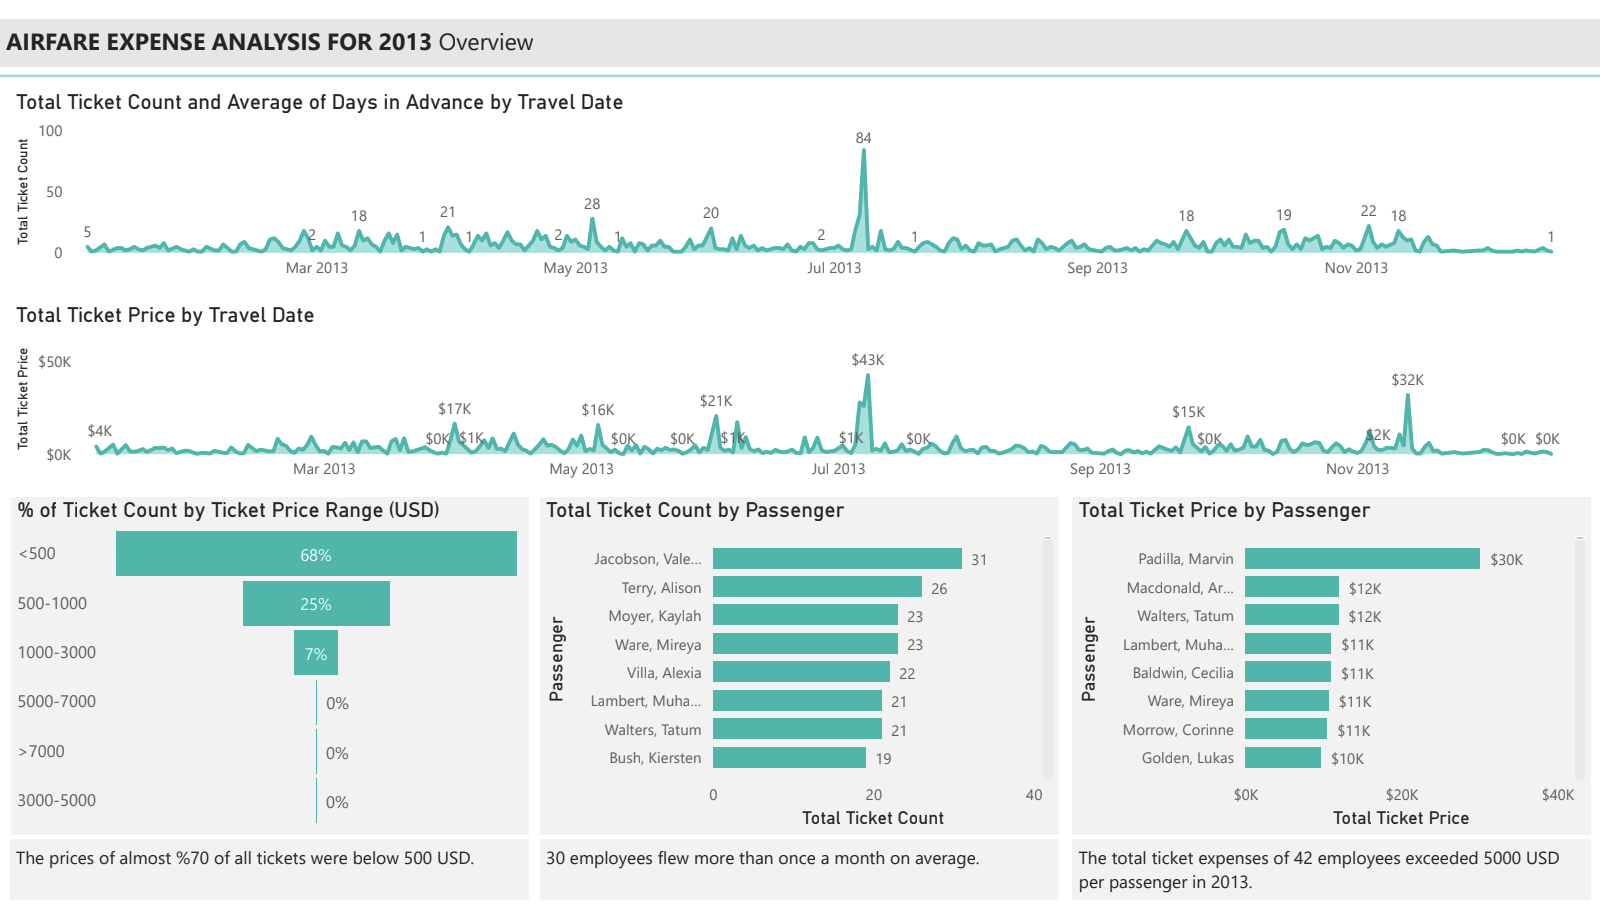 AIRFARE EXPENSE ANALYSIS FOR 2013 Overview
Total Ticket Count and Average of Days in Advance by Travel Date
Total Ticket Count
100
50
0
5
2
18
1
21
1
2
28
1
20
2
84
1
18
19
22
18
1
Mar 2013
May 2013
Jul 2013
Sep 2013
Nov 2013
Total Ticket Price by Travel Date
Total Ticket Price
$50K
$0K
$4K
$0K
$17K
$1K
$16K
$0K
$0K
$21K
$1K
$1K
$43K
$0K
$15K
$0K
$2K
$32K
$0K
$0K
Mar 2013
May 2013
Jul 2013
Sep 2013
Nov 2013
% of Ticket Count by Ticket Price Range (USD)
<500
68%
500-1000
25%
1000-3000
7%
5000-7000
0%
>7000
0%
3000-5000
0%
The prices of almost %70 of all tickets were below 500 USD.
Total Ticket Count by Passenger
Passenger
Jacobson, Vale... 31
Terry, Alison 26
Moyer, Kaylah 23
Ware, Mireya 23
Villa, Alexia 22
Lambert, Muha... 21
Walters, Tatum 21
Bush, Kiersten 19
0 20 40
Total Ticket Count
30 employees flew more than once a month on average.
Total Ticket Price by Passenger
Passenger
Padilla, Marvin $30K
Macdonald, Ar... $12K
Walters, Tatum $12K
Lambert, Muha... $11K
Baldwin, Cecilia $11K
Ware, Mireya $11K
Morrow, Corinne $11K
Golden, Lukas $10K
$0K $20K $40K
Total Ticket Price
The total ticket expenses of 42 employees exceeded 5000 USD
per passenger in 2013.